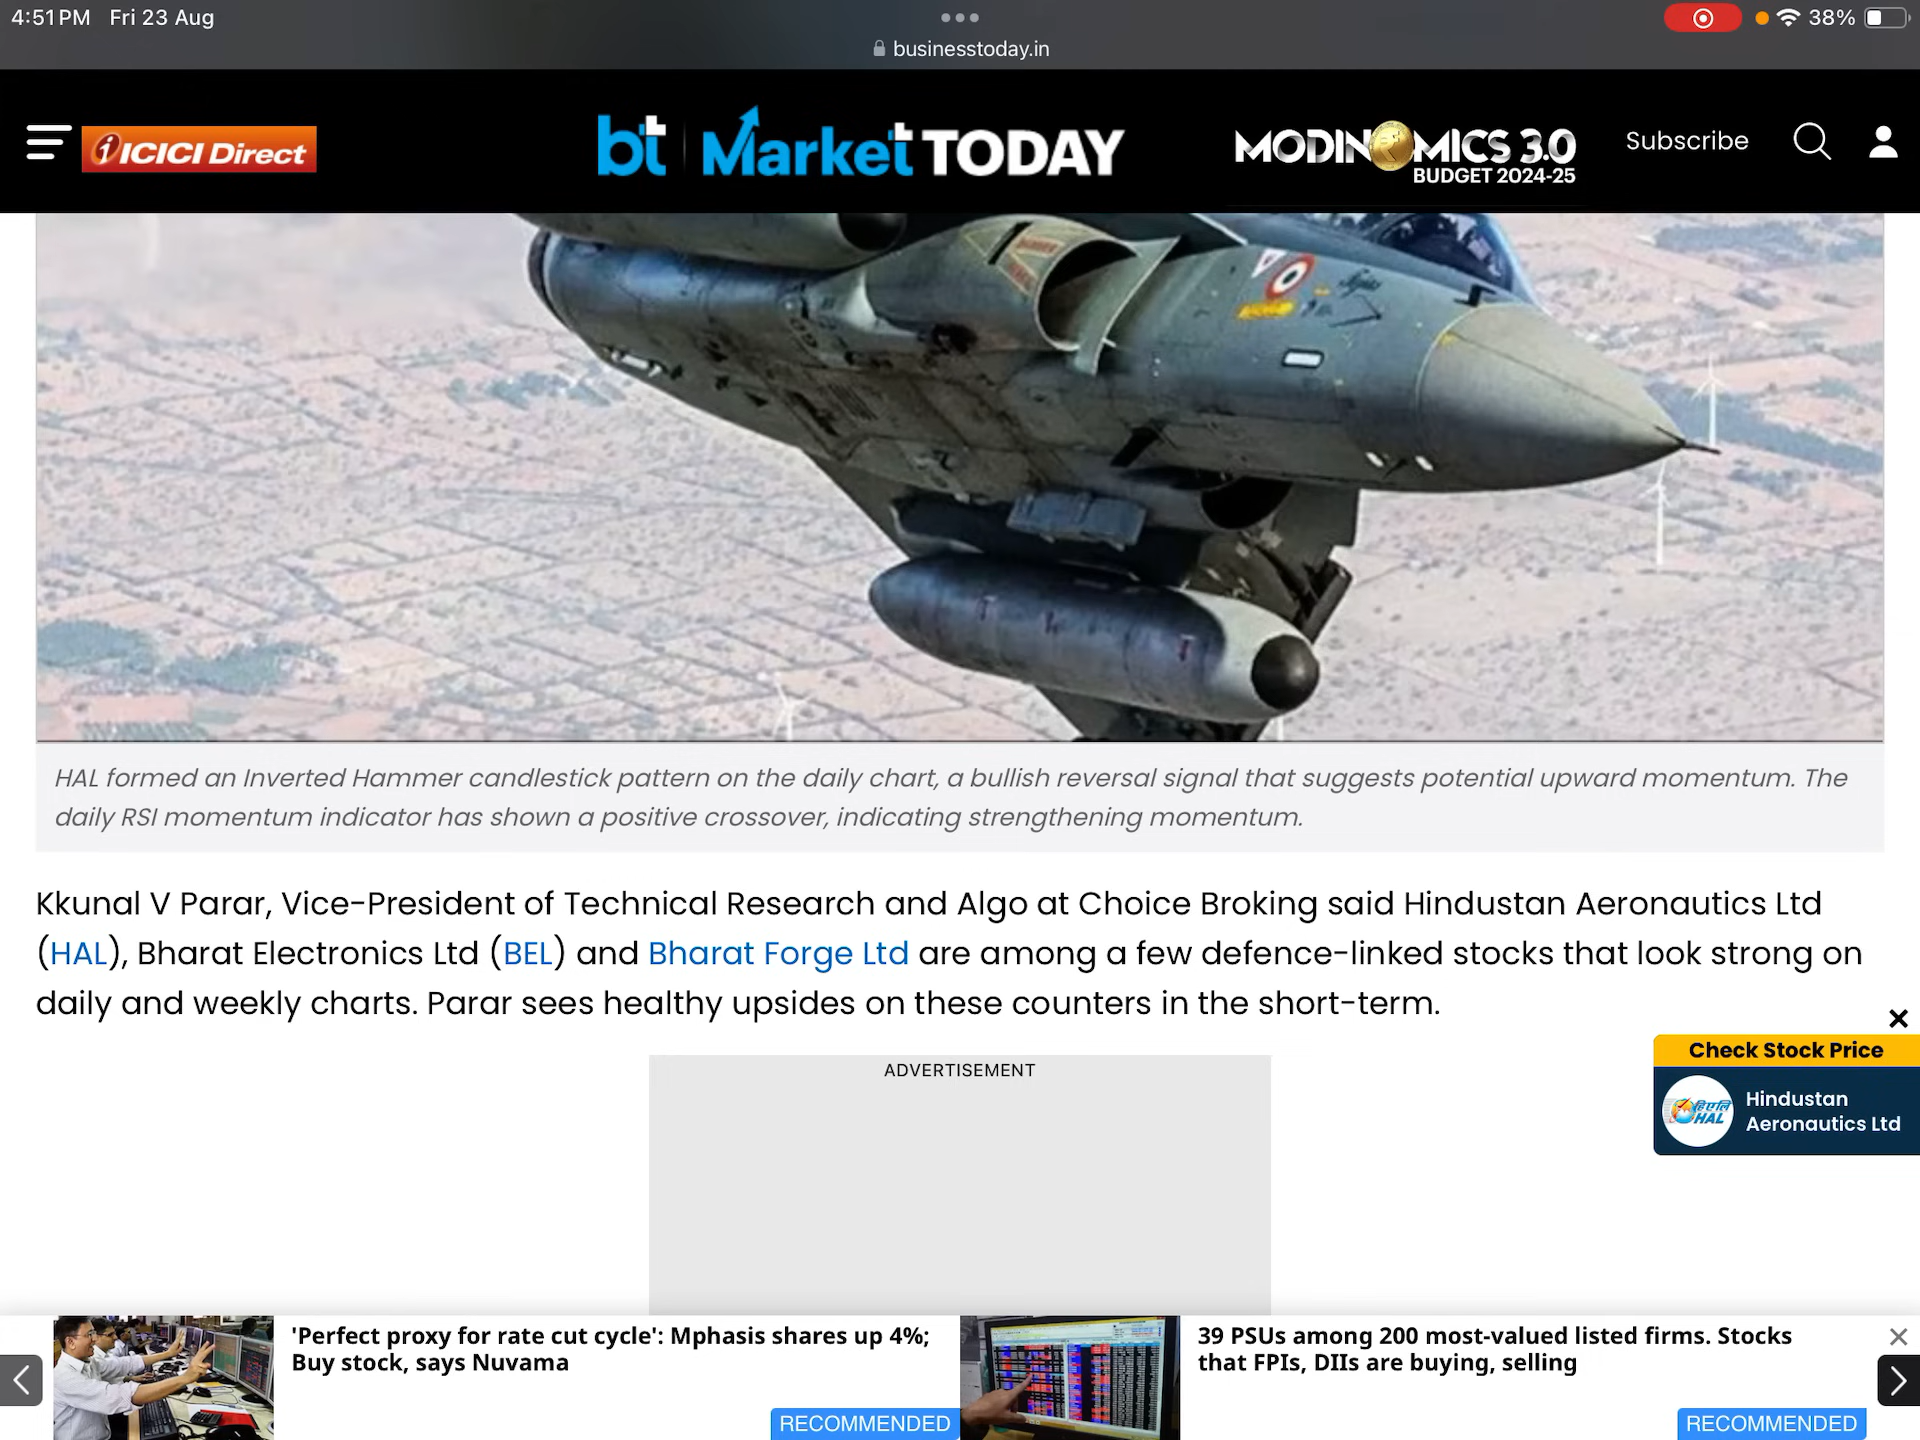 4:51 PM Fri 23 Aug
38%
businesstoday.in
ICICI Direct
bt Market TODAY
MODINOMICS 3.0
BUDGET 2024-25
Subscribe
HAL formed an Inverted Hammer candlestick pattern on the daily chart, a bullish reversal signal that suggests potential upward momentum. The
daily RSI momentum indicator has shown a positive crossover, indicating strengthening momentum.
Kkunal V Parar, Vice-President of Technical Research and Algo at Choice Broking said Hindustan Aeronautics Ltd
(HAL), Bharat Electronics Ltd (BEL) and Bharat Forge Ltd are among a few defence-linked stocks that look strong on
daily and weekly charts. Parar sees healthy upsides on these counters in the short-term.
ADVERTISEMENT
Check Stock Price
HAL
Hindustan
Aeronautics Ltd
'Perfect proxy for rate cut cycle': Mphasis shares up 4%;
Buy stock, says Nuvama
RECOMMENDED
39 PSUs among 200 most-valued listed firms. Stocks
that FPIs, DIIs are buying, selling
RECOMMENDED